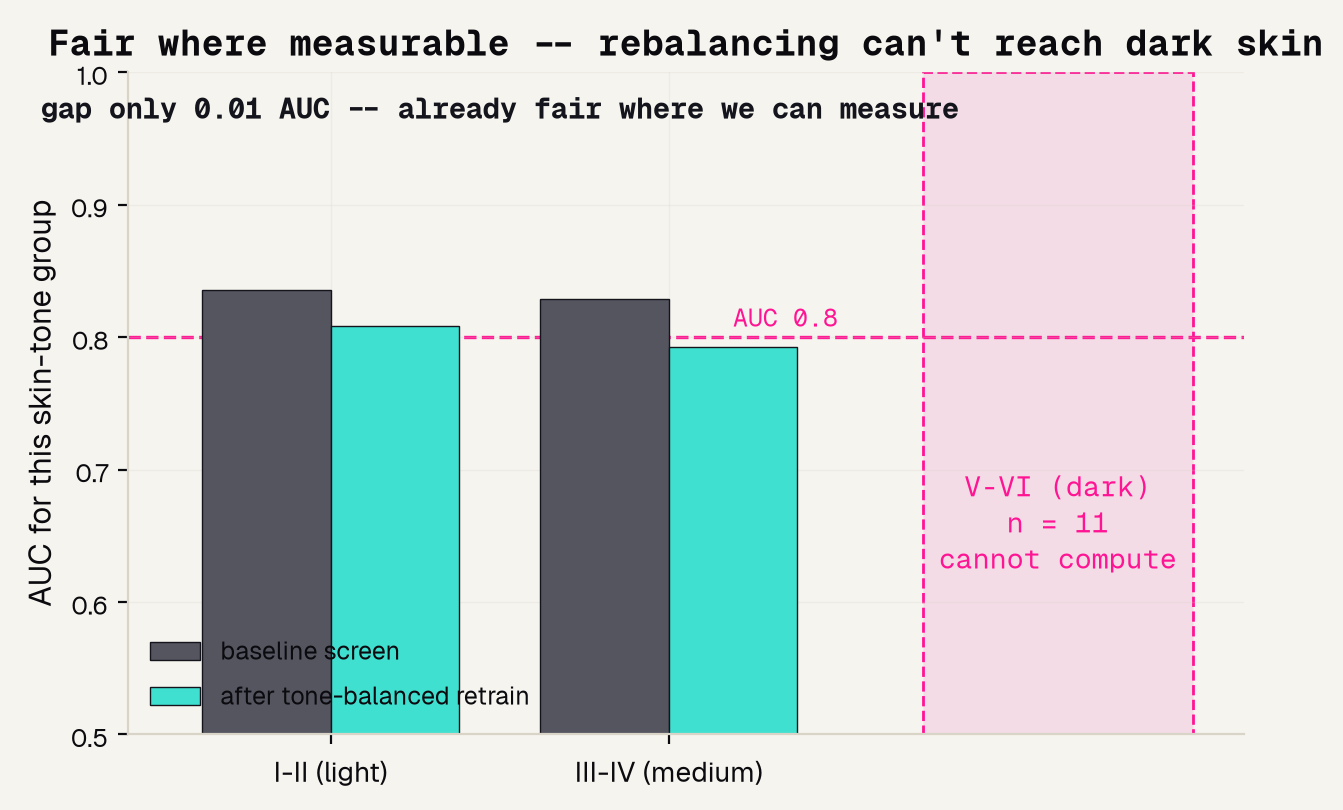 Fair where measurable -- rebalancing can't reach dark skin
gap only 0.01 AUC -- already fair where we can measure
AUC for this skin-tone group
1.0
0.9
0.8
0.7
0.6
0.5
AUC 0.8
V-VI (dark)
n = 11
cannot compute
baseline screen
after tone-balanced retrain
I-II (light)
III-IV (medium)